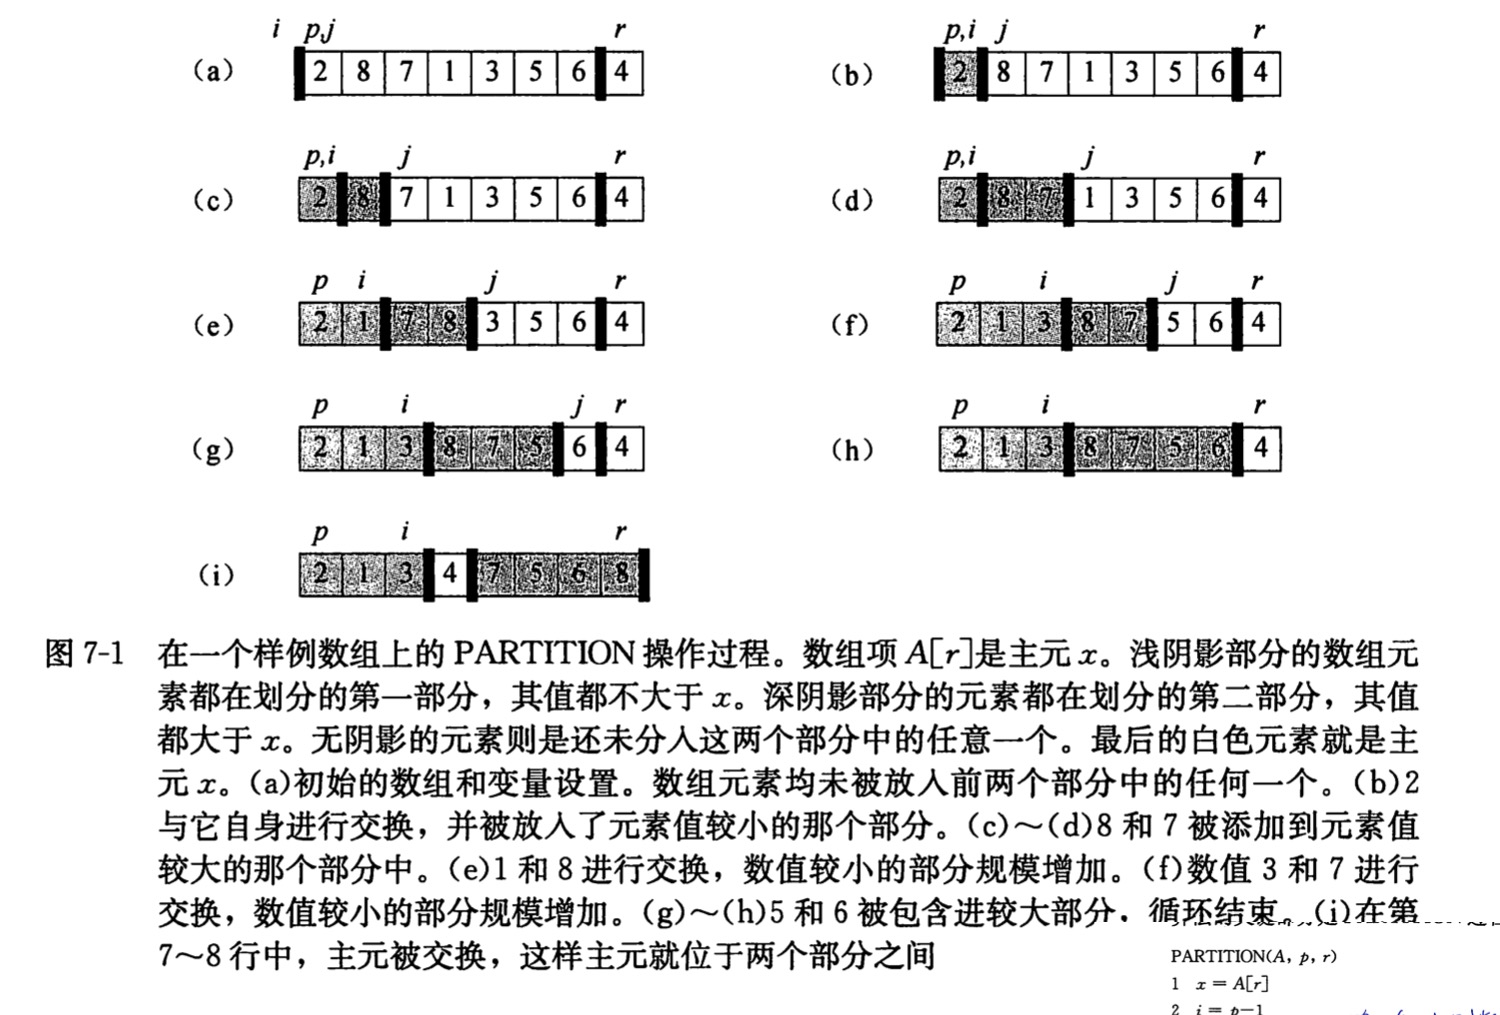 i p,j r
(a) 2 8 7 1 3 5 6 4
p,i j r
(b) 2 8 7 1 3 5 6 4
p,i j r
(c) 2 8 7 1 3 5 6 4
p,i j r
(d) 2 8 7 1 3 5 6 4
p i j r
(e) 2 1 7 8 3 5 6 4
p i j r
(f) 2 1 3 8 7 5 6 4
p i j r
(g) 2 1 3 8 7 5 6 4
p i r
(h) 2 1 3 8 7 5 6 4
p i r
(i) 2 1 3 4 7 5 6 8
图 7-1 在一个样例数组上的 PARTITION 操作过程。数组项 A[r]是主元 x。浅阴影部分的数组元
素都在划分的第一部分，其值都不大于 x。深阴影部分的元素都在划分的第二部分，其值
都大于 x。无阴影的元素则是还未分入这两个部分中的任意一个。最后的白色元素就是主
元 x。(a)初始的数组和变量设置。数组元素均未被放入前两个部分中的任何一个。(b)2
与它自身进行交换，并被放入了元素值较小的那个部分。(c)～(d)8 和 7 被添加到元素值
较大的那个部分中。(e)1 和 8 进行交换，数值较小的部分规模增加。(f)数值 3 和 7 进行
交换，数值较小的部分规模增加。(g)～(h)5 和 6 被包含进较大部分，循环结束。(i)在第
7～8 行中，主元被交换，这样主元就位于两个部分之间
PARTITION(A, p, r)
1 x = A[r]
2 i = p-1